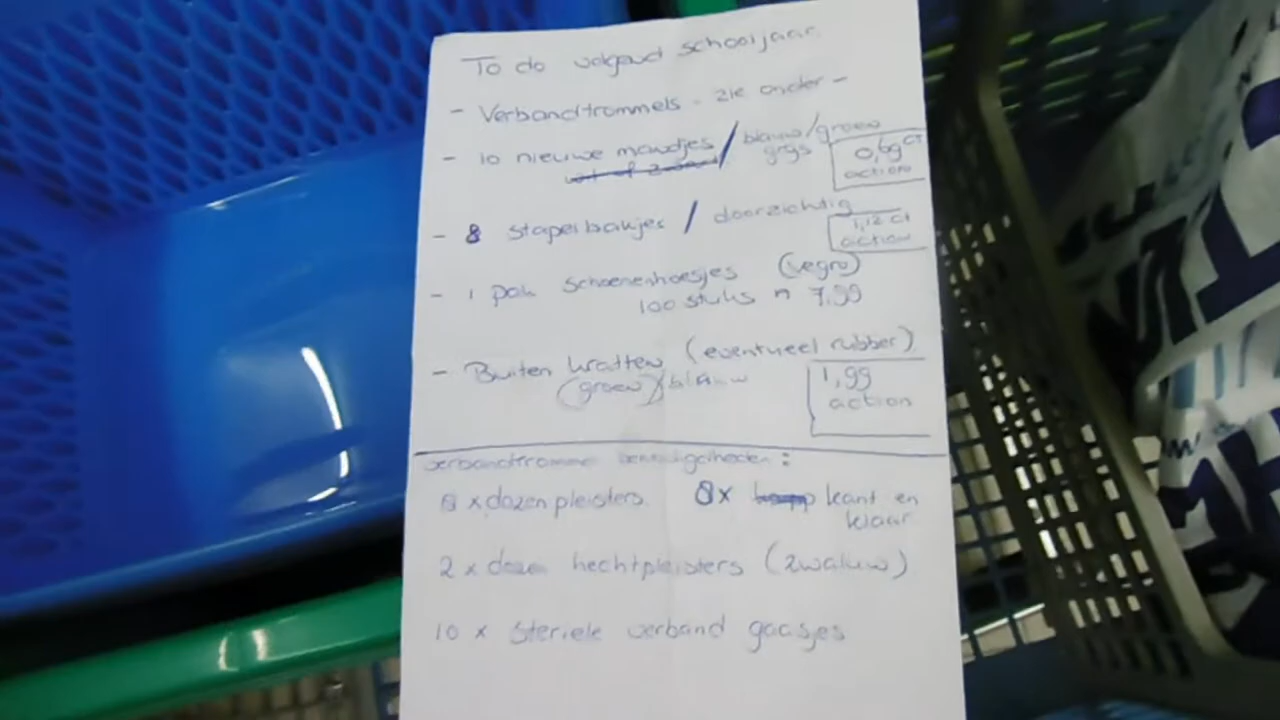 To do volgend schooljaar
- Verbandtrommels - zie onder -
- 10 nieuwe mandjes / blauw/groen
grijs
0,69 ct
action
- 8 stapelbakjes / doorzichtig
1,12 ct
action
- 1 pak schoenenhoesjes (vegro)
100 stuks 7,99
- Buiten (eventueel rubber)
(groen) blauw
1,99
action
verbandtrommel benodigdheden:
8 x dozen pleisters 8x kant en
klaar
2 x dozen hechtpleisters (zwaluw)
10 x steriele verband gaasjes